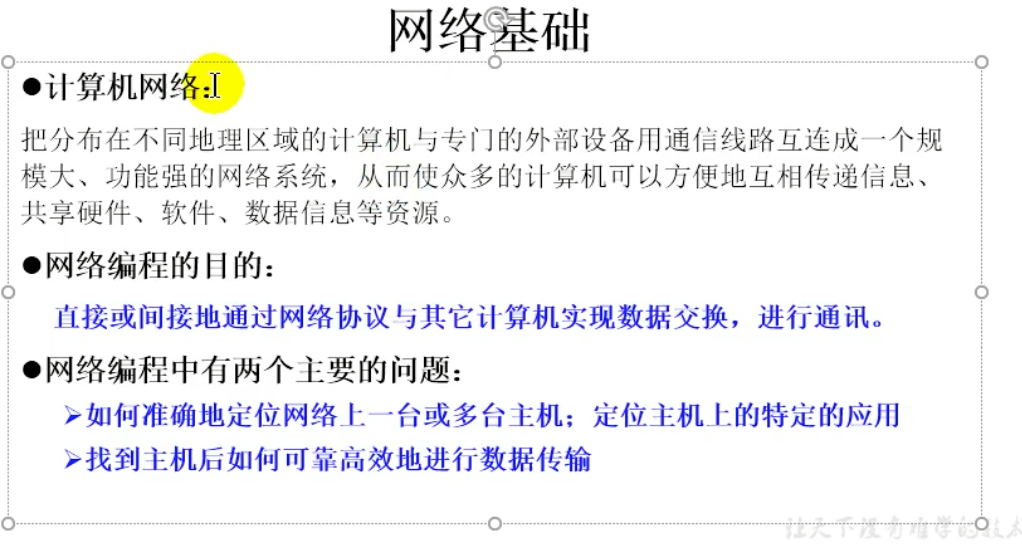 网络基础
●计算机网络:
把分布在不同地理区域的计算机与专门的外部设备用通信线路互连成一个规
模大、功能强的网络系统，从而使众多的计算机可以方便地互相传递信息、
共享硬件、软件、数据信息等资源。
●网络编程的目的：
直接或间接地通过网络协议与其它计算机实现数据交换，进行通讯。
●网络编程中有两个主要的问题：
➢如何准确地定位网络上一台或多台主机；定位主机上的特定的应用
➢找到主机后如何可靠高效地进行数据传输
让天下没有难学的技术